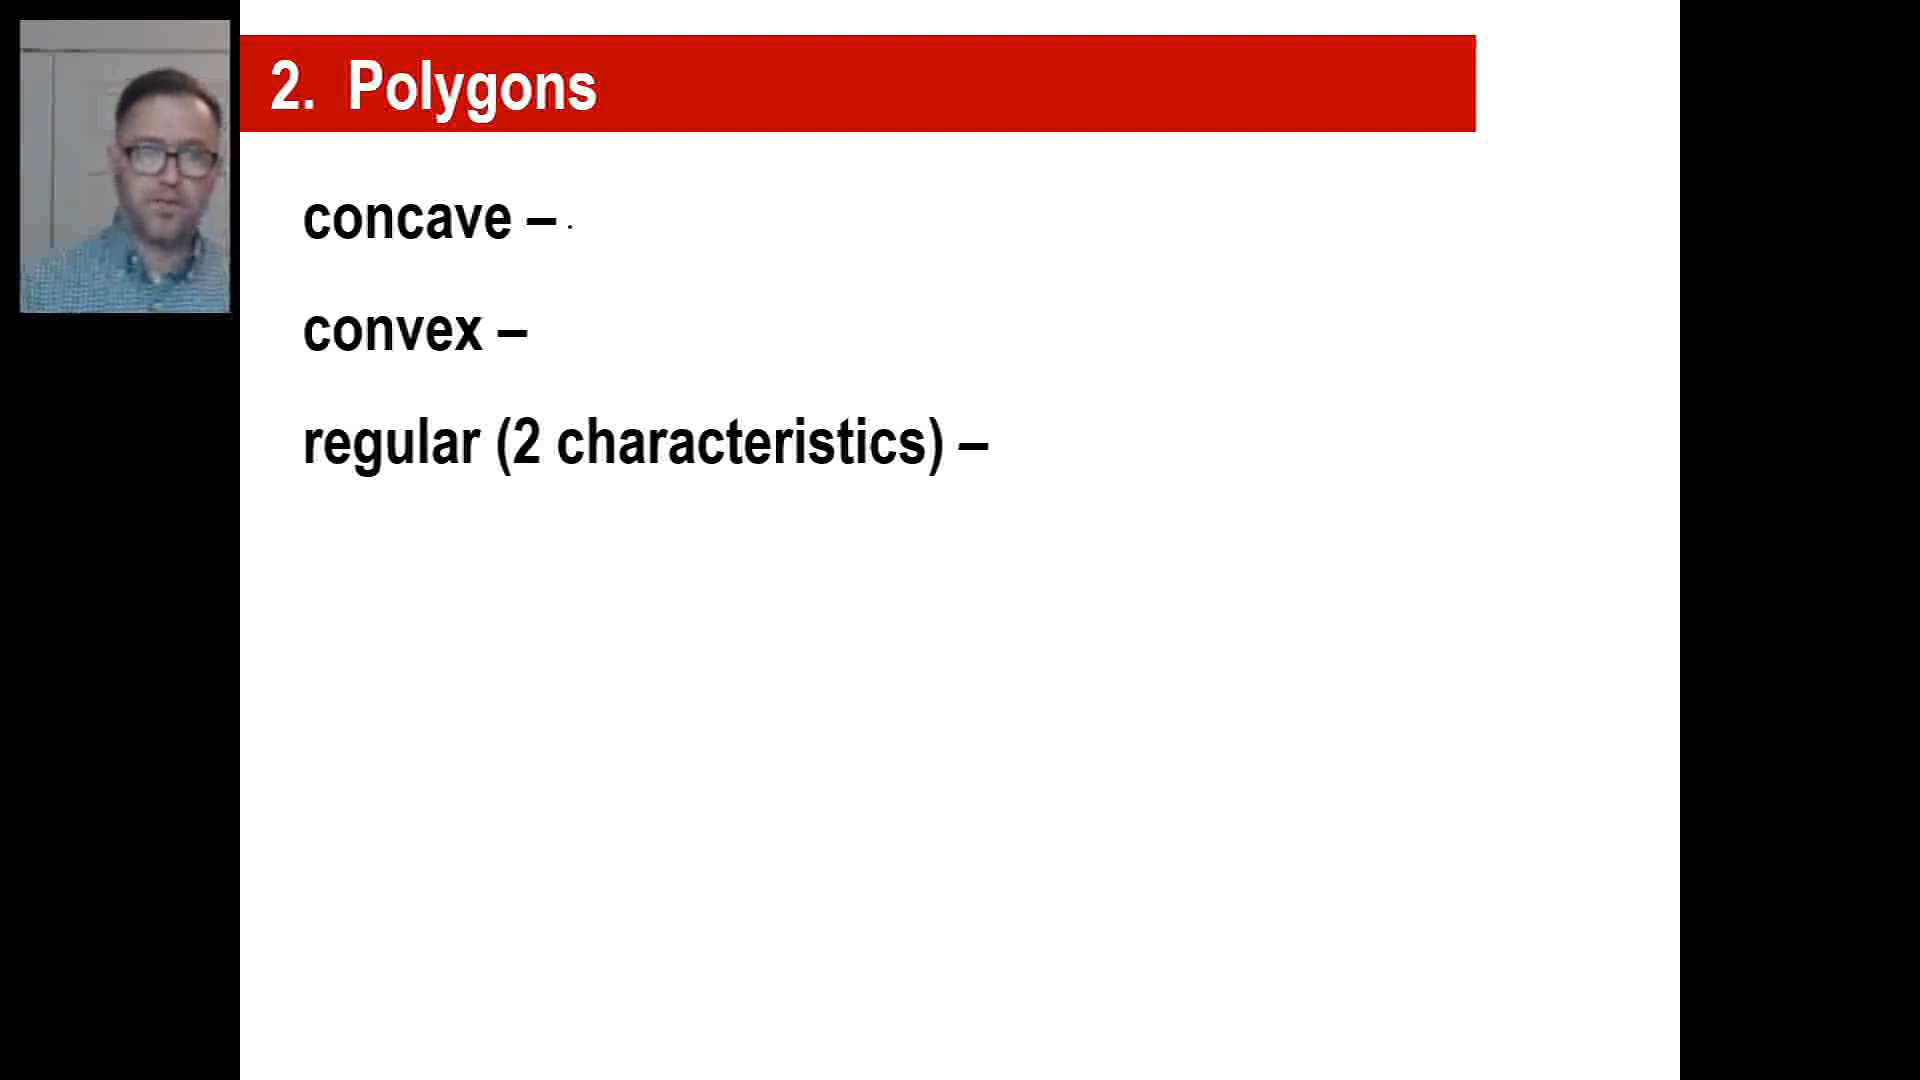 2. Polygons
concave –
convex –
regular (2 characteristics) –